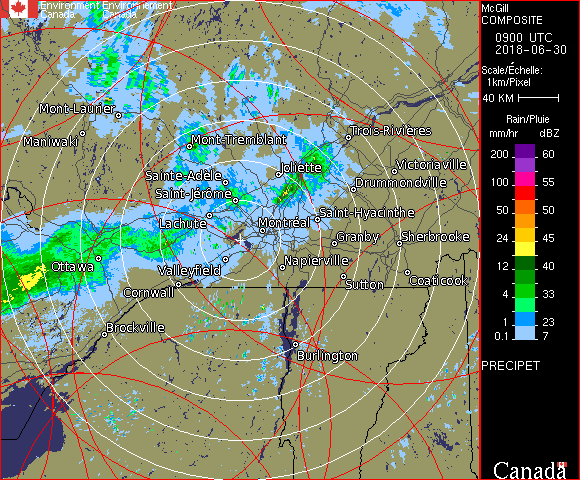 Environment Environnement
Canada Canada
Mont-Laurier
Maniwaki
Mont-Tremblant
Trois-Rivières
Sainte-Adèle
Joliette
Victoriaville
Saint-Jérôme
Drummondville
Lachute
Montréal
Saint-Hyacinthe
Granby
Sherbrooke
Ottawa
Valleyfield
Napierville
Cornwall
Sutton
Coaticook
Brockville
Burlington
McGill
COMPOSITE
0900 UTC
2018-06-30
Scale/Échelle:
1km/Pixel
40 KM
Rain/Pluie
mm/hr dBZ
200 60
150 57
100 55
50 50
24 45
12 40
4 33
1 23
0.1 7
PRECIPET
Canada